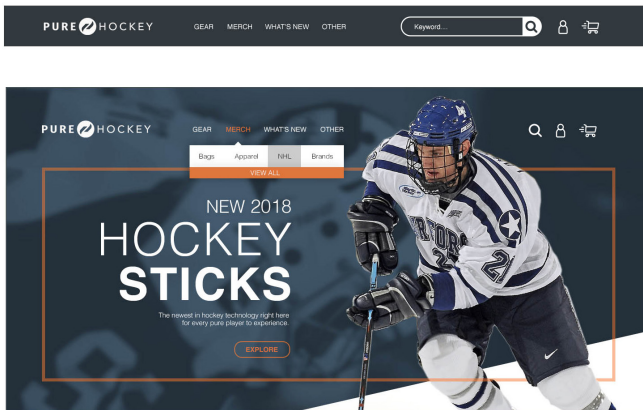 PURE HOCKEY
GEAR MERCH WHAT'S NEW OTHER
Keyword....
PURE HOCKEY
GEAR MERCH WHAT'S NEW OTHER
Bags Apparel NHL Brands
VIEW ALL
NEW 2018
HOCKEY
STICKS
The newest in hockey technology right here
for every pure player to experience.
EXPLORE